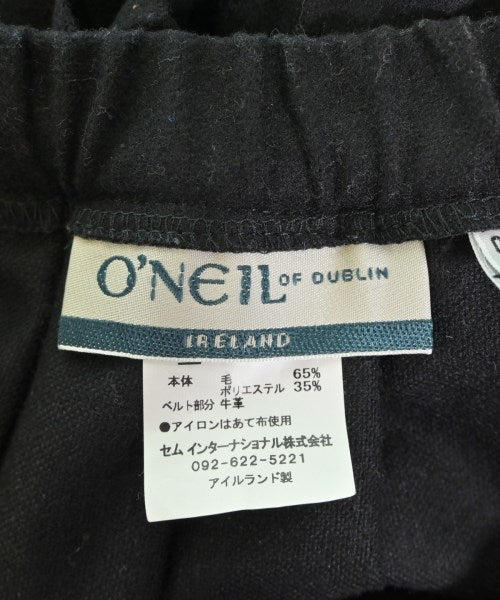 O'NEIL OF DUBLIN
IRELAND
本体 毛 65%
ポリエステル 35%
ベルト部分 牛革
●アイロンはあて布使用
セム インターナショナル株式会社
092-622-5221
アイルランド製